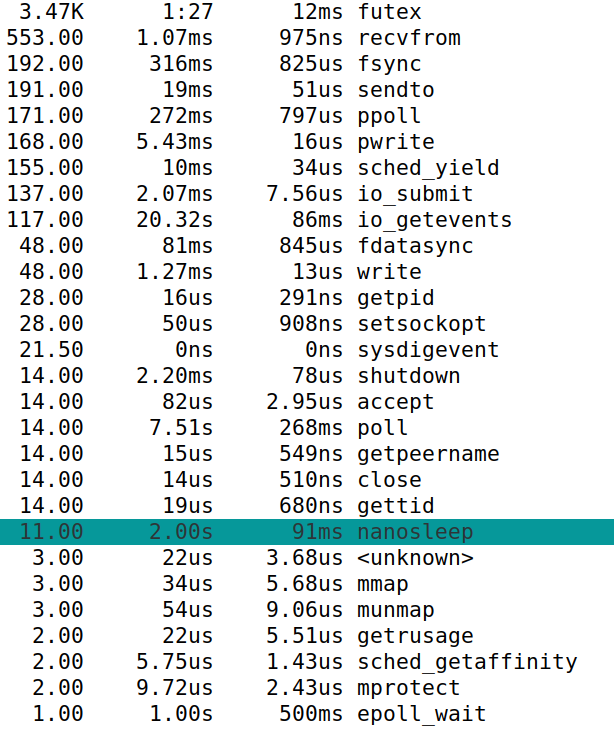 3.47K 1:27 12ms futex
553.00 1.07ms 975ns recvfrom
192.00 316ms 825us fsync
191.00 19ms 51us sendto
171.00 272ms 797us ppoll
168.00 5.43ms 16us pwrite
155.00 10ms 34us sched_yield
137.00 2.07ms 7.56us io_submit
117.00 20.32s 86ms io_getevents
48.00 81ms 845us fdatasync
48.00 1.27ms 13us write
28.00 16us 291ns getpid
28.00 50us 908ns setsockopt
21.50 0ns 0ns sysdigevent
14.00 2.20ms 78us shutdown
14.00 82us 2.95us accept
14.00 7.51s 268ms poll
14.00 15us 549ns getpeername
14.00 14us 510ns close
14.00 19us 680ns gettid
11.00 2.00s 91ms nanosleep
3.00 22us 3.68us <unknown>
3.00 34us 5.68us mmap
3.00 54us 9.06us munmap
2.00 22us 5.51us getrusage
2.00 5.75us 1.43us sched_getaffinity
2.00 9.72us 2.43us mprotect
1.00 1.00s 500ms epoll_wait